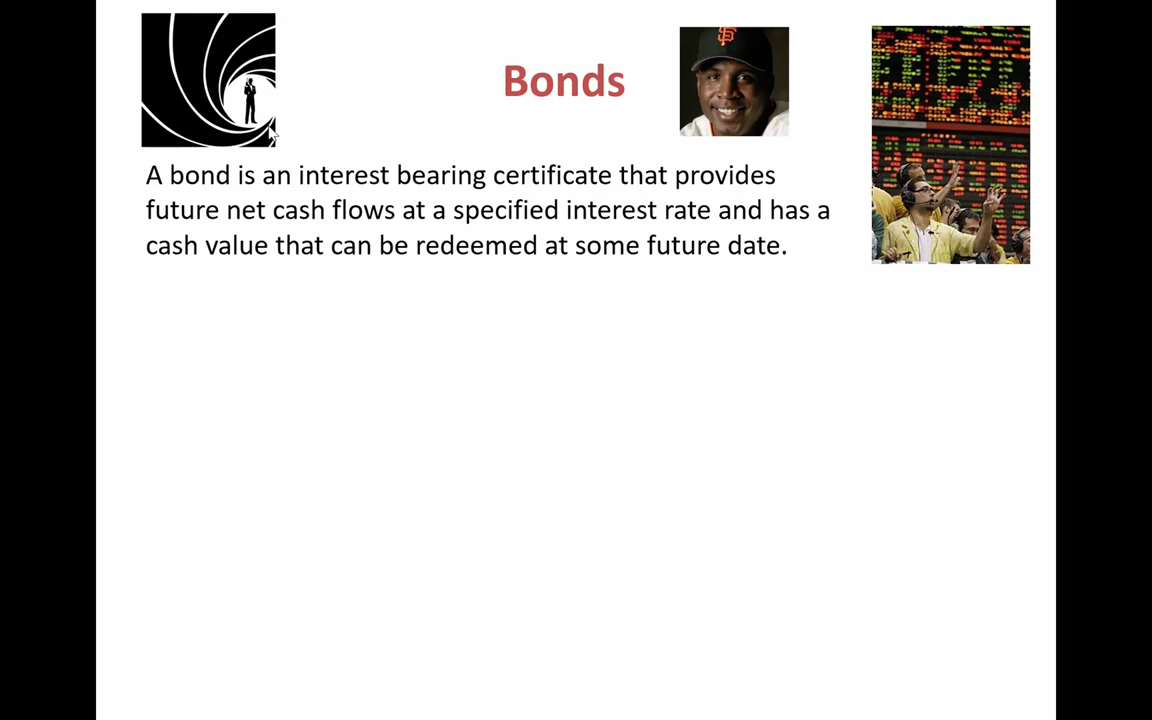 Bonds
SF
A bond is an interest bearing certificate that provides
future net cash flows at a specified interest rate and has a
cash value that can be redeemed at some future date.